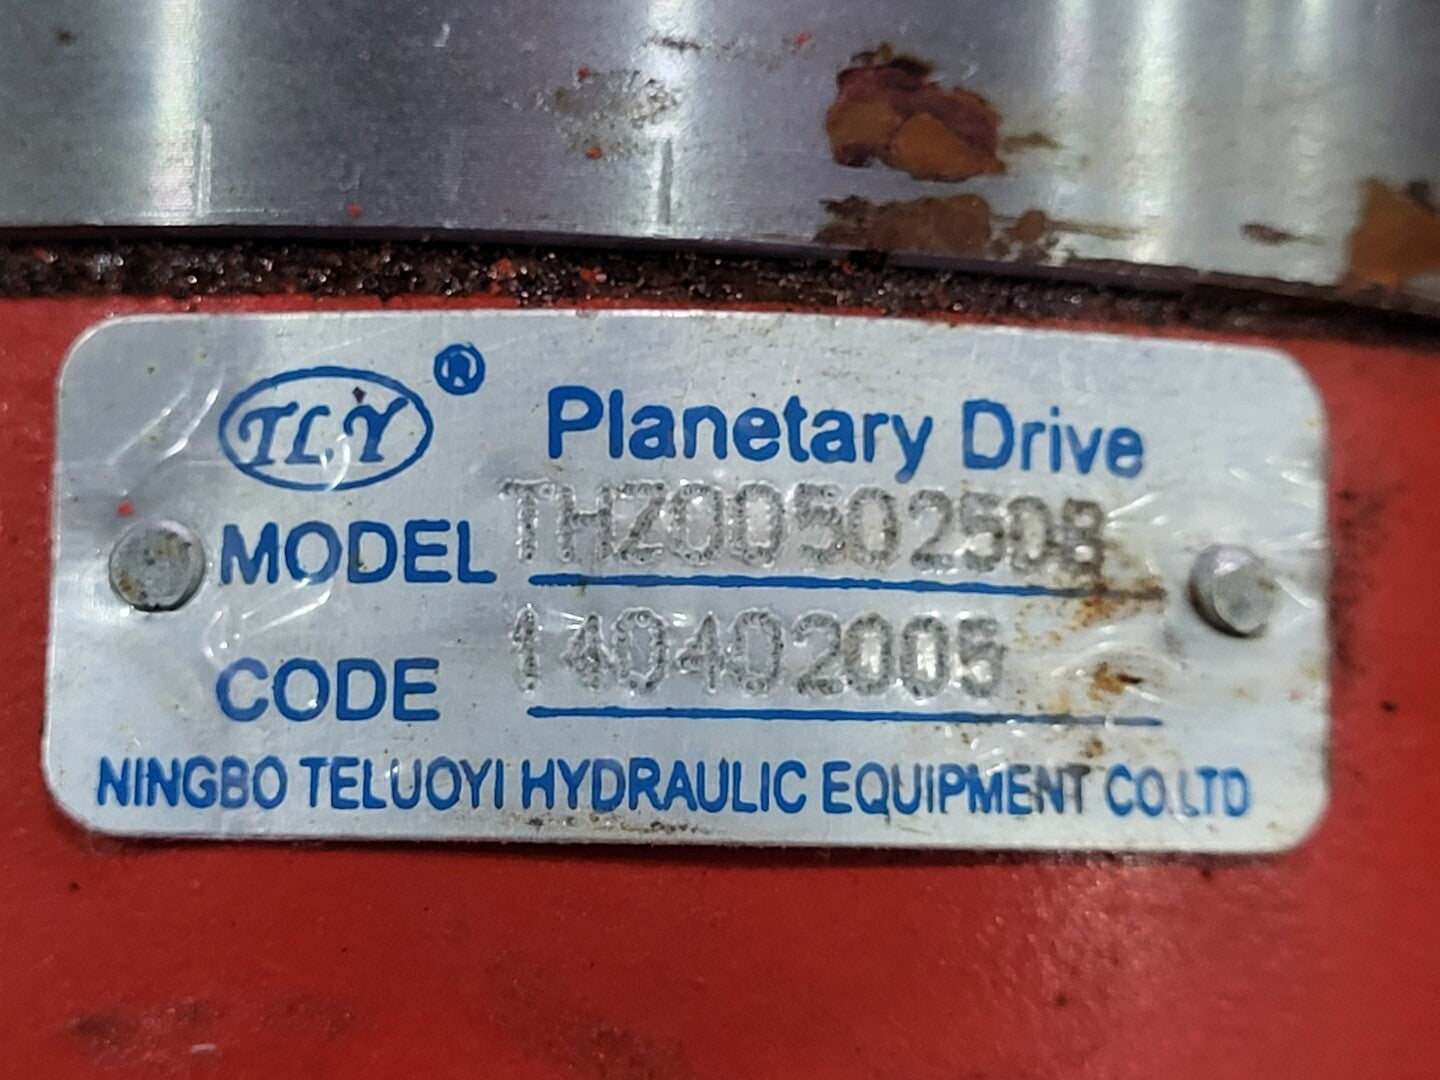 TLY ® Planetary Drive
MODEL THZ00502508
CODE 140402005
NINGBO TELUOYI HYDRAULIC EQUIPMENT CO.LTD